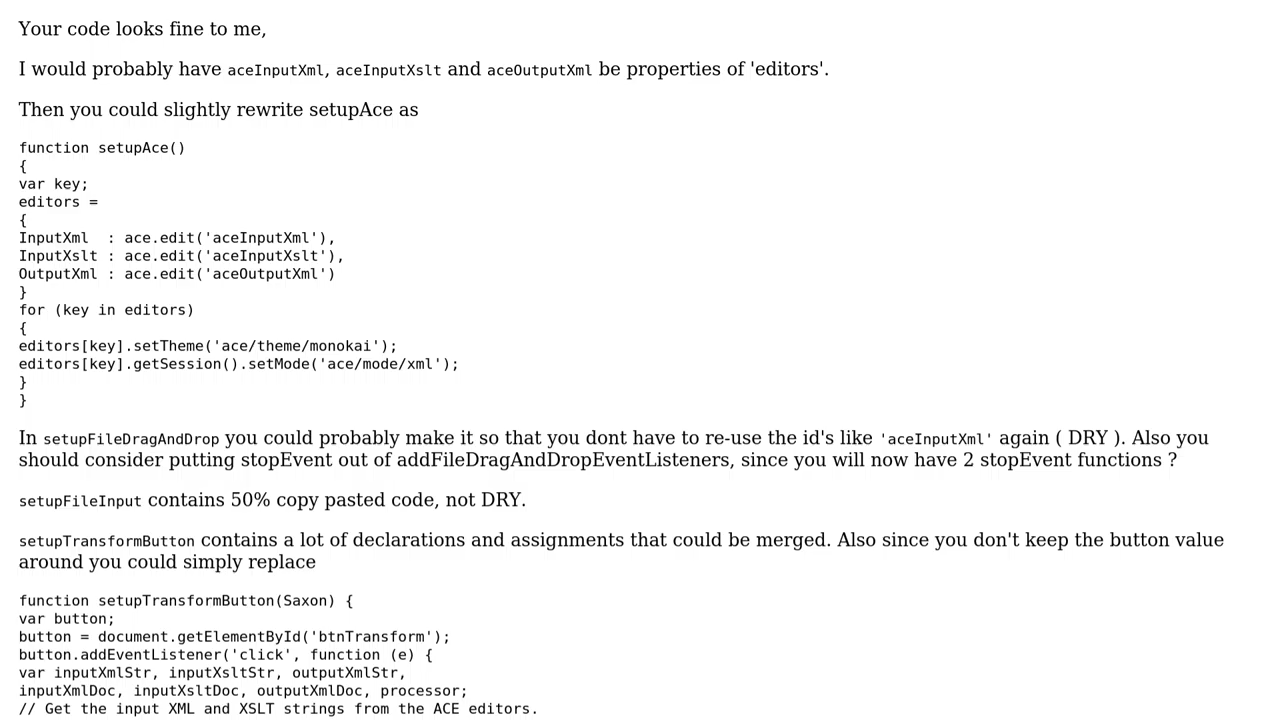 Your code looks fine to me,
I would probably have aceInputXml, aceInputXslt and aceOutputXml be properties of 'editors'.
Then you could slightly rewrite setupAce as
function setupAce()
{
var key;
editors =
{
InputXml  : ace.edit('aceInputXml'),
InputXslt : ace.edit('aceInputXslt'),
OutputXml : ace.edit('aceOutputXml')
}
for (key in editors)
{
editors[key].setTheme('ace/theme/monokai');
editors[key].getSession().setMode('ace/mode/xml');
}
}
In setupFileDragAndDrop you could probably make it so that you dont have to re-use the id's like 'aceInputXml' again ( DRY ). Also you
should consider putting stopEvent out of addFileDragAndDropEventListeners, since you will now have 2 stopEvent functions ?
setupFileInput contains 50% copy pasted code, not DRY.
setupTransformButton contains a lot of declarations and assignments that could be merged. Also since you don't keep the button value
around you could simply replace
function setupTransformButton(Saxon) {
var button;
button = document.getElementById('btnTransform');
button.addEventListener('click', function (e) {
var inputXmlStr, inputXsltStr, outputXmlStr,
inputXmlDoc, inputXsltDoc, outputXmlDoc, processor;
// Get the input XML and XSLT strings from the ACE editors.